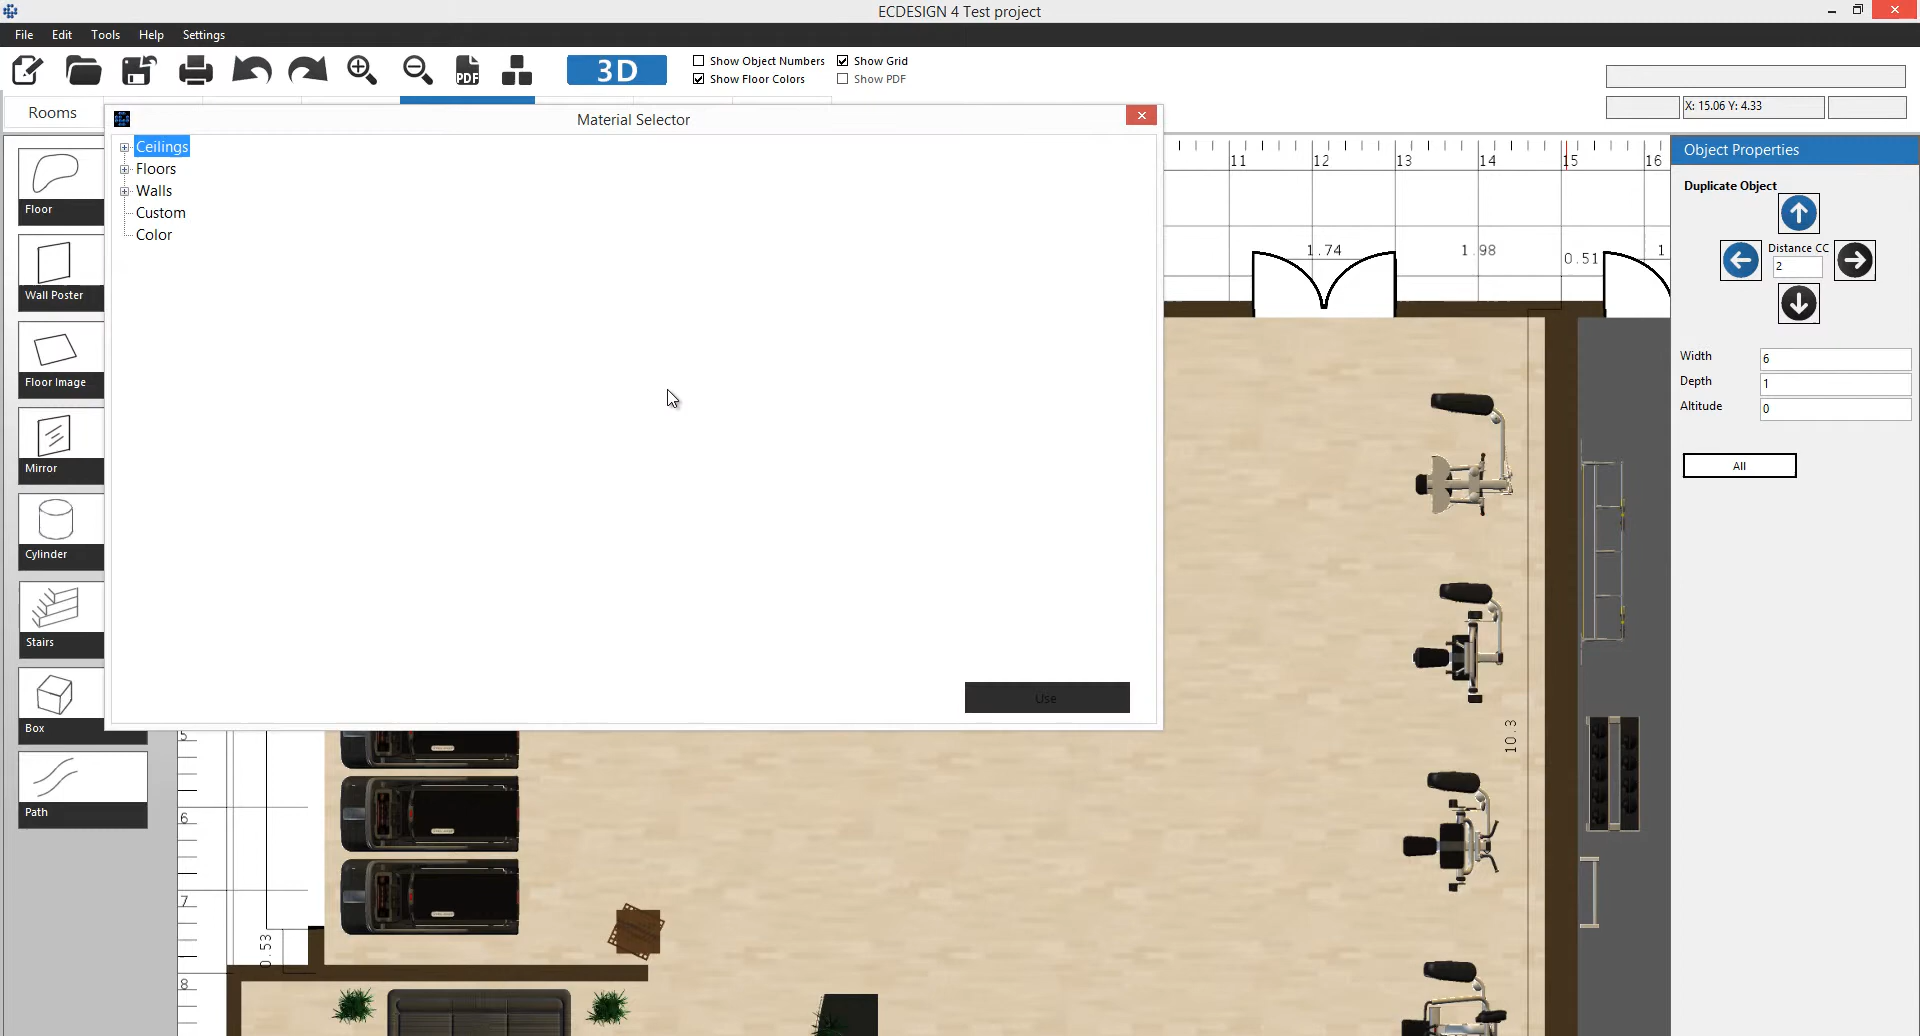 ECDESIGN 4 Test project
File Edit Tools Help Settings
PDF
3D
Show Object Numbers Show Grid
Show Floor Colors Show PDF
X: 15.06 Y: 4.33
Rooms
Material Selector
Ceilings
Floors
Walls
Custom
Color
Use
Floor
Wall Poster
Floor Image
Mirror
Cylinder
Stairs
Box
Path
11 12 13 14 15 16
1.74 1.98 0.51 1
10.3
5
6
7
8
0.53
Object Properties
Duplicate Object
Distance CC
2
Width 6
Depth 1
Altitude 0
All